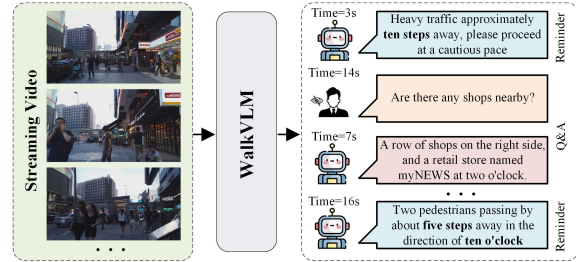 Streaming Video
WalkVLM
Time=3s
Heavy traffic approximately
ten steps away, please proceed
at a cautious pace
Reminder
Time=14s
Are there any shops nearby?
Q&A
Time=7s
A row of shops on the right side,
and a retail store named
myNEWS at two o'clock.
Time=16s
Two pedestrians passing by
about five steps away in the
direction of ten o'clock
Reminder